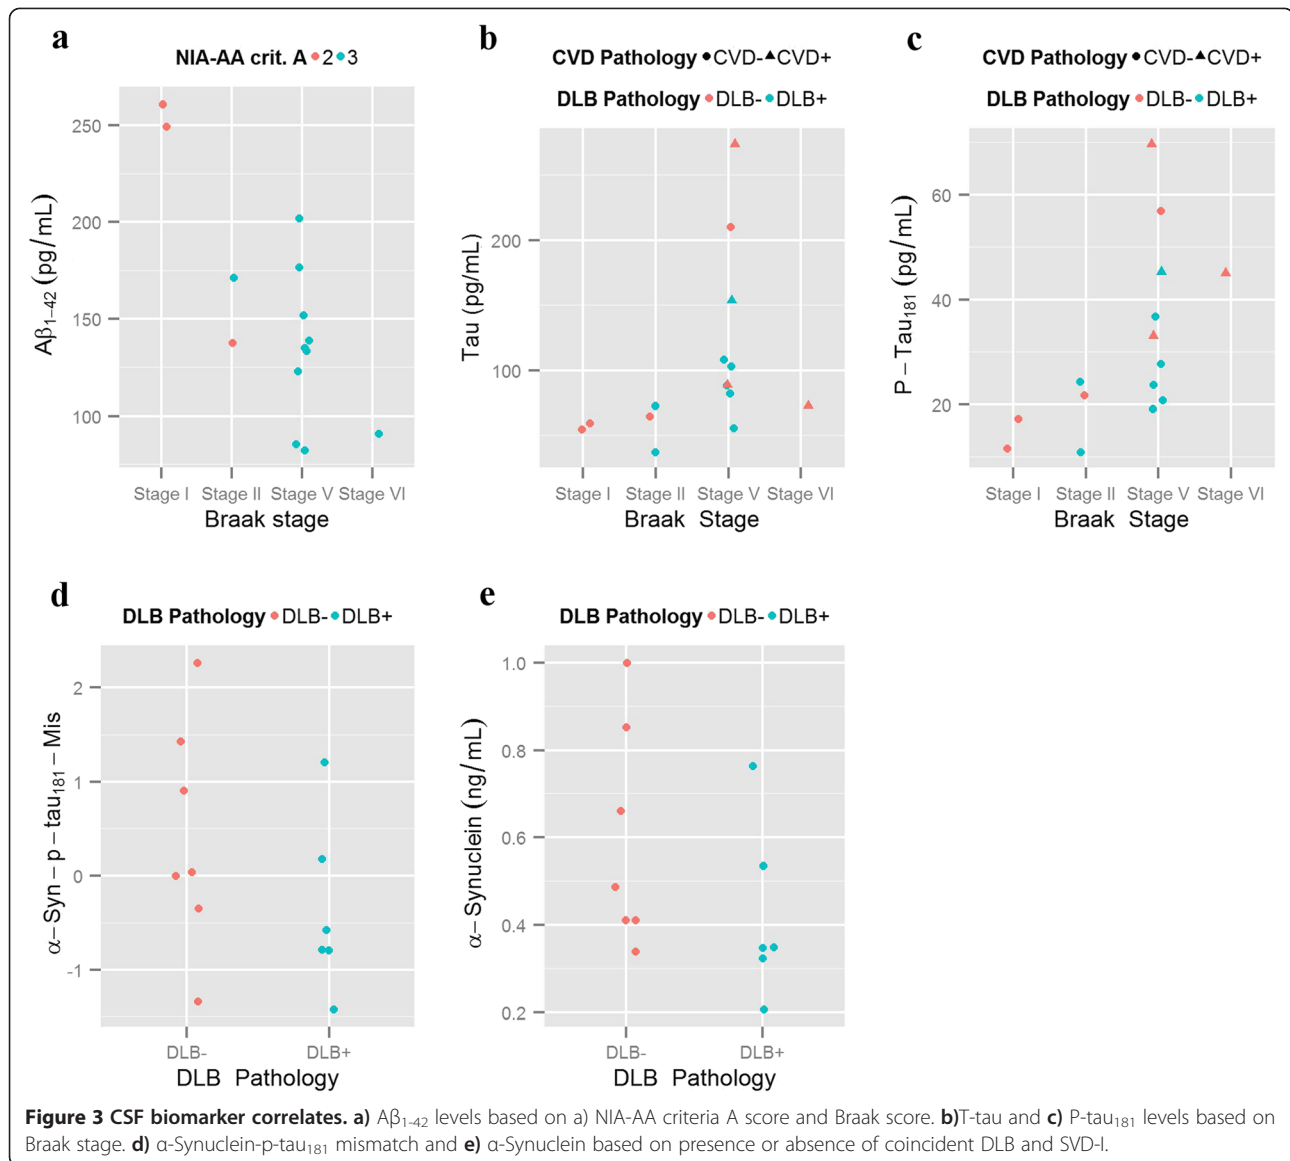 a
NIA-AA crit. A 2 3
250
200
150
100
Aβ1–42 (pg/mL)
Stage I Stage II Stage V Stage VI
Braak stage
b
CVD Pathology CVD- CVD+
DLB Pathology DLB- DLB+
200
100
Tau (pg/mL)
Stage I Stage II Stage V Stage VI
Braak Stage
c
CVD Pathology CVD- CVD+
DLB Pathology DLB- DLB+
60
40
20
P – Tau181 (pg/mL)
Stage I Stage II Stage V Stage VI
Braak Stage
d
DLB Pathology DLB- DLB+
2
1
0
-1
α – Syn – p – tau181 – Mis
DLB- DLB+
DLB Pathology
e
DLB Pathology DLB- DLB+
1.0
0.8
0.6
0.4
0.2
α – Synuclein (ng/mL)
DLB- DLB+
DLB Pathology
Figure 3 CSF biomarker correlates. a) Aβ1-42 levels based on a) NIA-AA criteria A score and Braak score. b)T-tau and c) P-tau181 levels based on
Braak stage. d) α-Synuclein-p-tau181 mismatch and e) α-Synuclein based on presence or absence of coincident DLB and SVD-I.